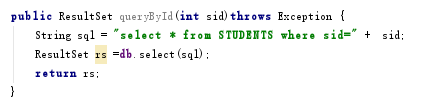 public ResultSet queryById(int sid)throws Exception {
    String sql = "select * from STUDENTS where sid=" + sid;
    ResultSet rs =db.select(sql);
    return rs;
}